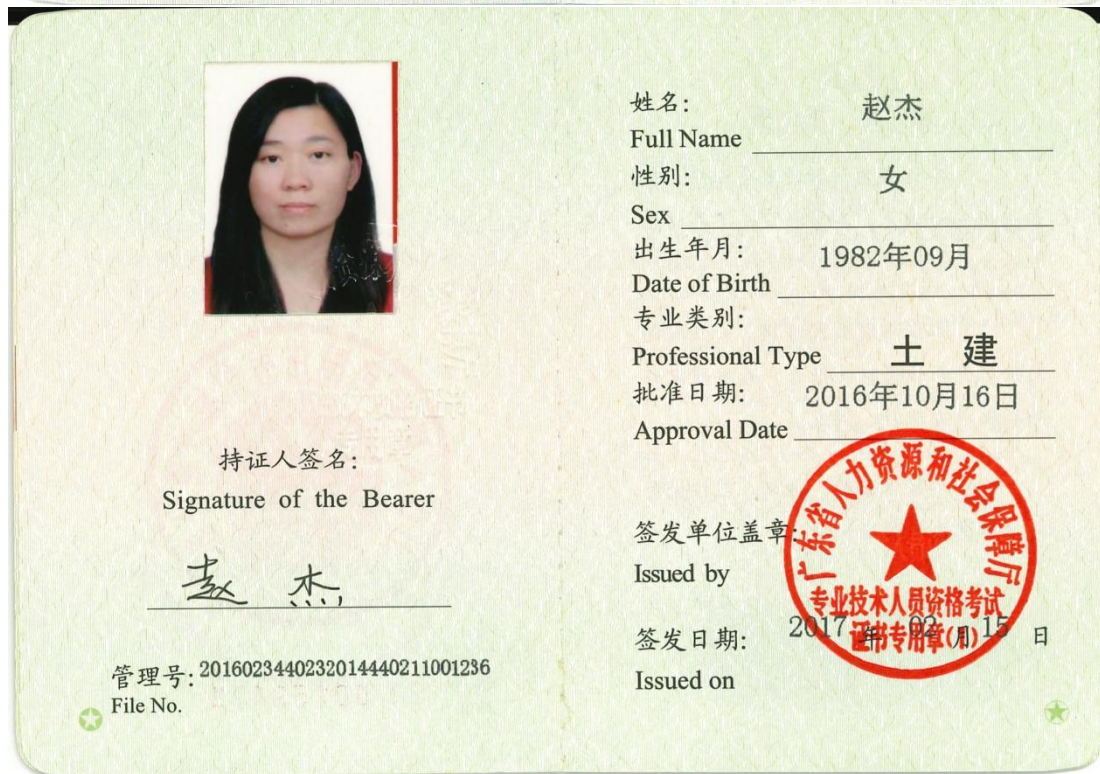 持证人签名:
Signature of the Bearer
赵 杰
管理号: 2016023440232014440211001236
File No.
姓名: 赵杰
Full Name
性别: 女
Sex
出生年月: 1982年09月
Date of Birth
专业类别:
Professional Type 土 建
批准日期: 2016年10月16日
Approval Date
广东省人力资源和社会保障厅
专业技术人员资格考试
证书专用章(1)
签发单位盖章:
Issued by
签发日期: 2017 年 02 月 15 日
Issued on